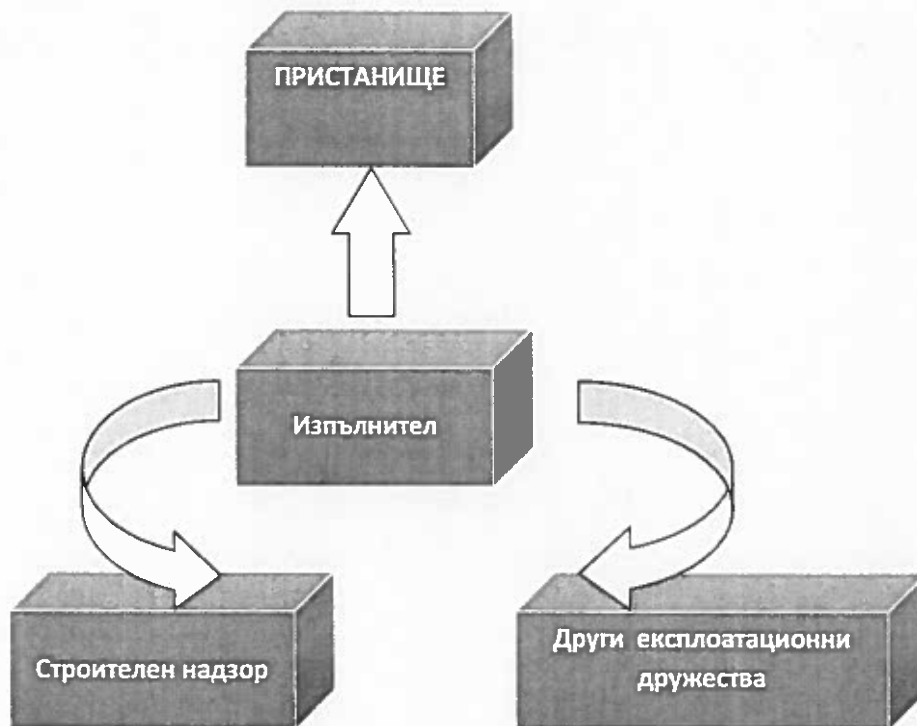 ПРИСТАНИЩЕ
Изпълнител
Строителен надзор
Други експлоатационни
дружества